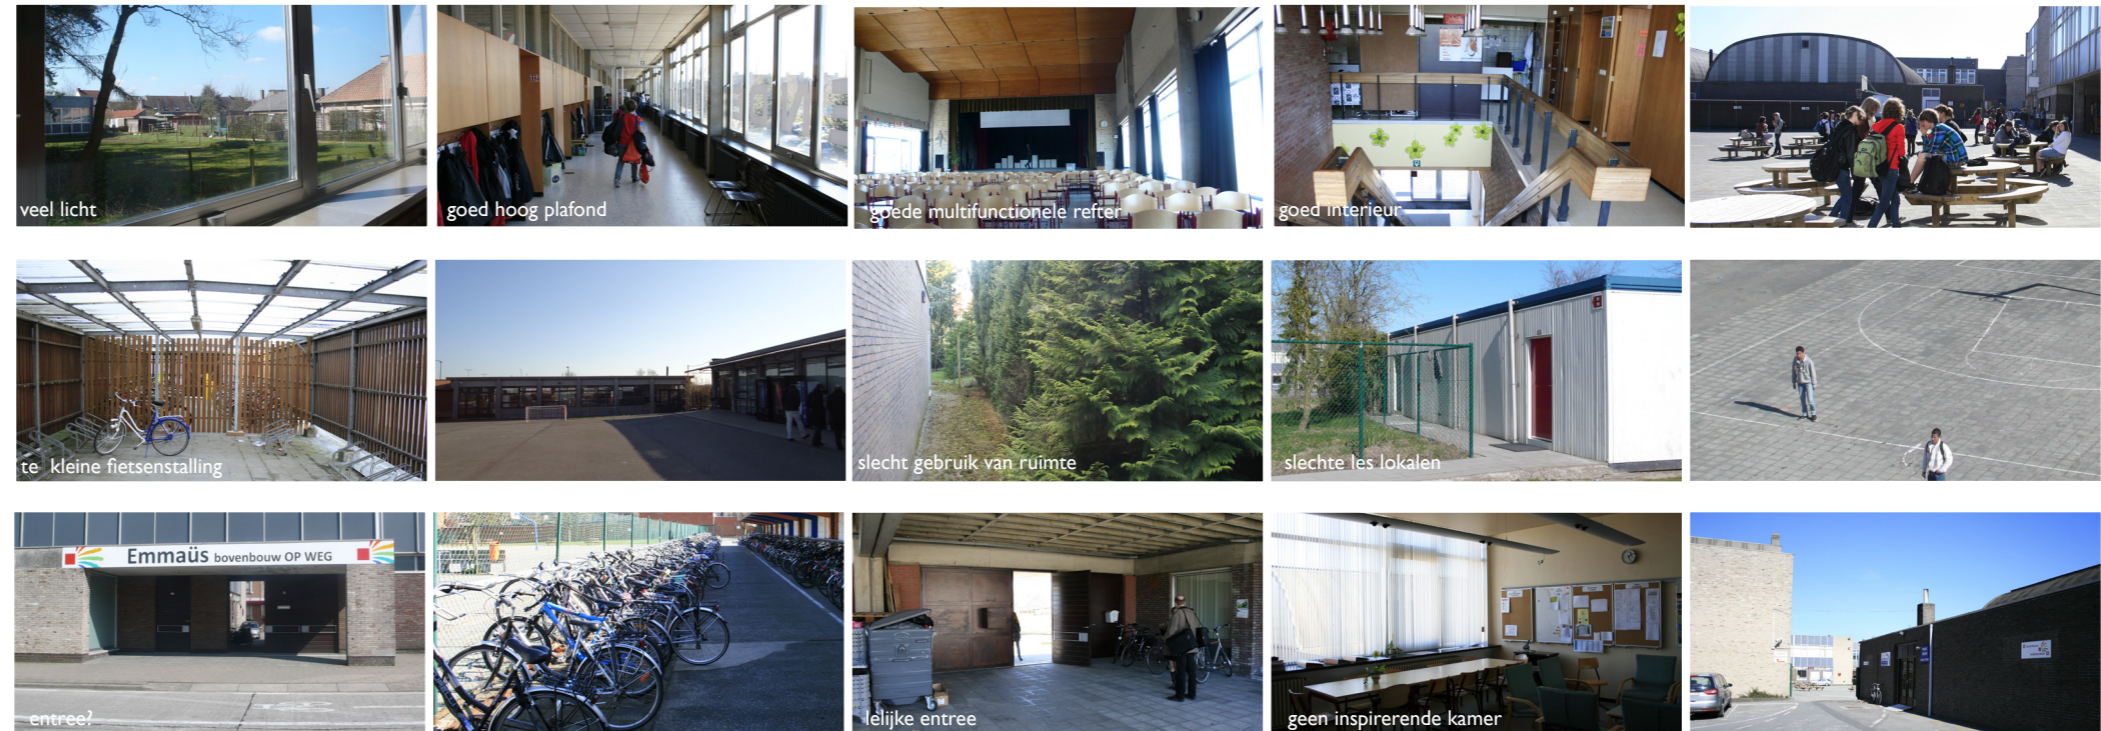 veel licht
goed hoog plafond
goede multifunctionele refter
goed interieur
te kleine fietsenstalling
slecht gebruik van ruimte
slechte les lokalen
Emmaüs bovenbouw OP WEG
entree?
lelijke entree
geen inspirerende kamer